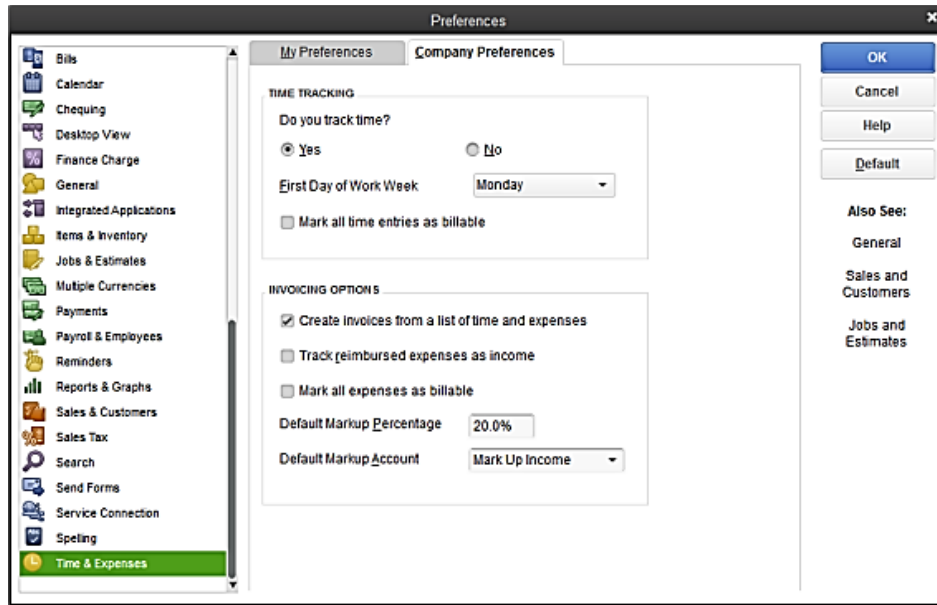 Preferences
Bills
Calendar
Chequing
Desktop View
Finance Charge
General
Integrated Applications
Items & Inventory
Jobs & Estimates
Multiple Currencies
Payments
Payroll & Employees
Reminders
Reports & Graphs
Sales & Customers
Sales Tax
Search
Send Forms
Service Connection
Spelling
Time & Expenses
My Preferences
Company Preferences
TIME TRACKING
Do you track time?
Yes No
First Day of Work Week Monday
Mark all time entries as billable
INVOICING OPTIONS
Create invoices from a list of time and expenses
Track reimbursed expenses as income
Mark all expenses as billable
Default Markup Percentage 20.0%
Default Markup Account Mark Up Income
OK
Cancel
Help
Default
Also See:
General
Sales and
Customers
Jobs and
Estimates